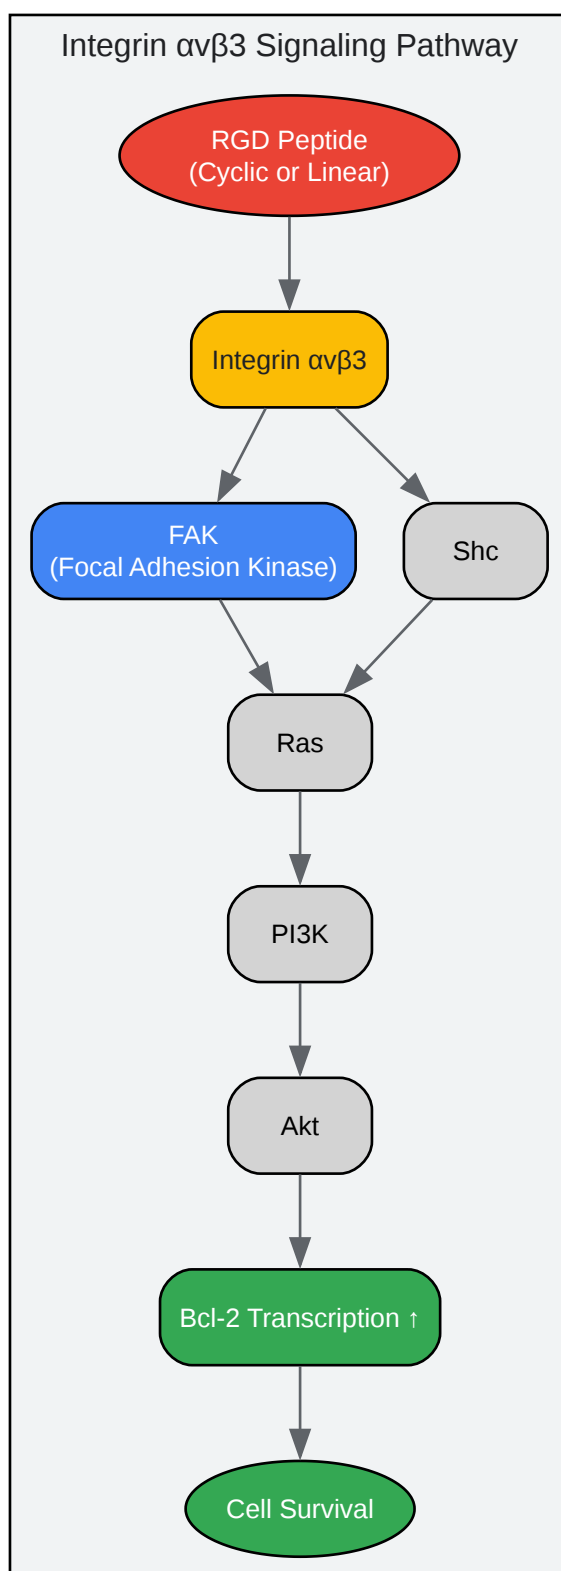 Integrin αvβ3 Signaling Pathway
RGD Peptide
(Cyclic or Linear)
Integrin αvβ3
FAK
(Focal Adhesion Kinase)
Shc
Ras
PI3K
Akt
Bcl-2 Transcription ↑
Cell Survival